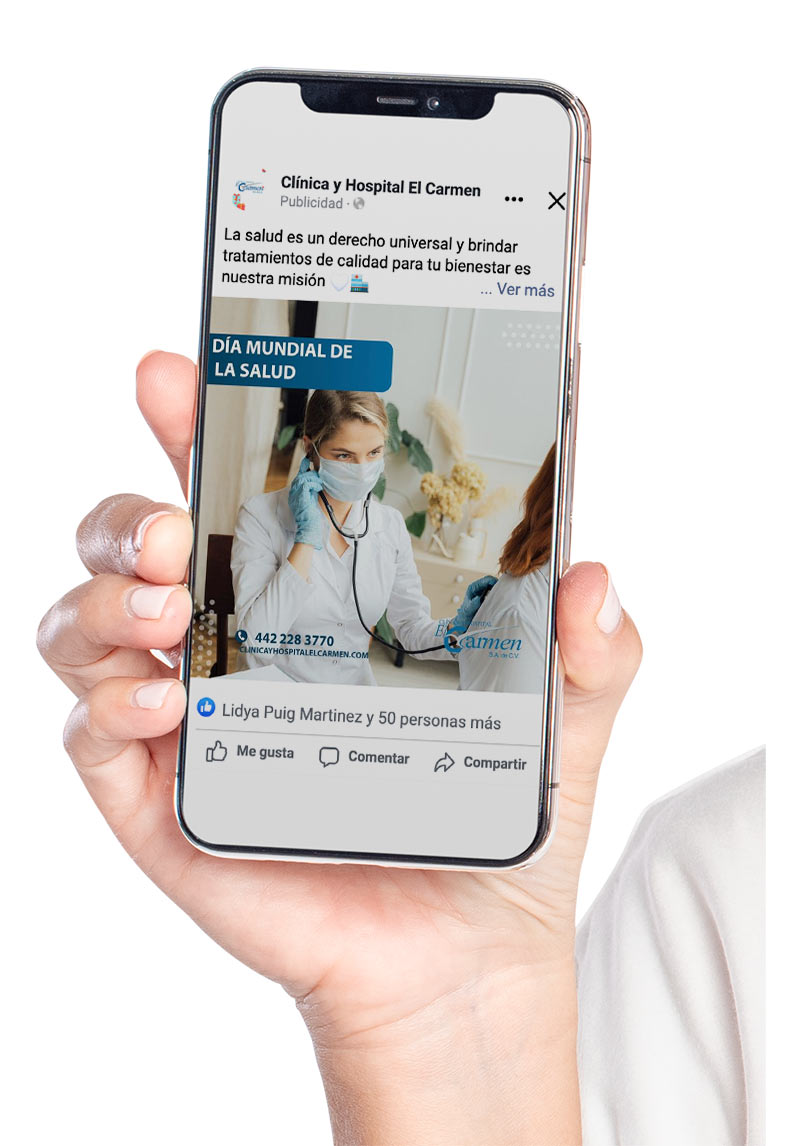 Clínica y Hospital El Carmen
Publicidad ·
La salud es un derecho universal y brindar
tratamientos de calidad para tu bienestar es
nuestra misión 🤍🏥
... Ver más
DÍA MUNDIAL DE
LA SALUD
442 228 3770
CLINICAYHOSPITALELCARMEN.COM
El Carmen
S.A. de C.V.
Lidya Puig Martinez y 50 personas más
Me gusta
Comentar
Compartir